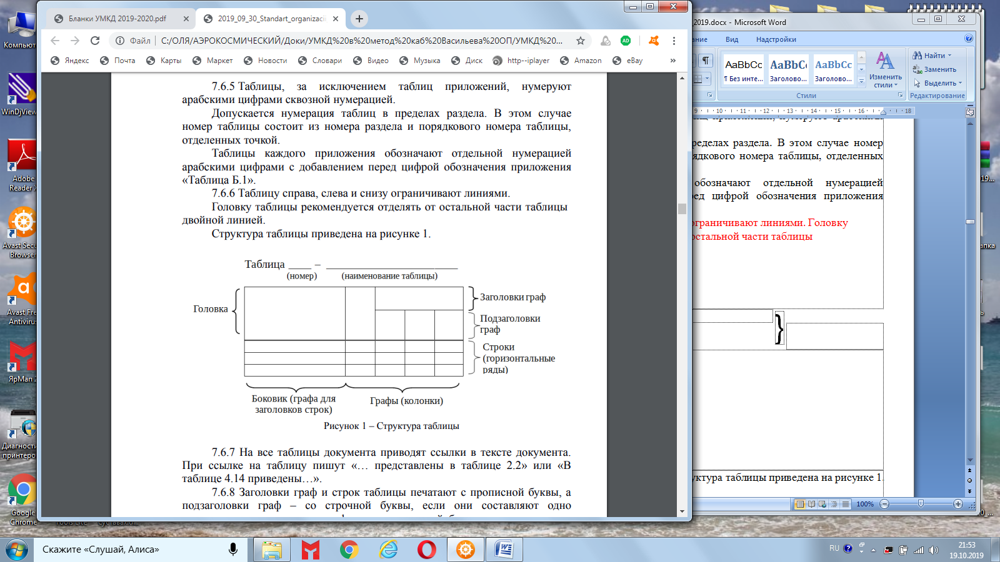 Бланки УМКД 2019-2020.pdf
2019_09_30_Standart_organizaci
Файл
C:/ОЛЯ/АЭРОКОСМИЧЕСКИЙ/Доки/УМКД%20в%20метод%20каб%20Васильева%20ОП/УМКД%20...
AD
Яндекс Почта Карты Маркет Новости Словари Видео Музыка Диск http--iplayer Amazon eBay »
7.6.5 Таблицы, за исключением таблиц приложений, нумеруют
арабскими цифрами сквозной нумерацией.
Допускается нумерация таблиц в пределах раздела. В этом случае
номер таблицы состоит из номера раздела и порядкового номера таблицы,
отделенных точкой.
Таблицы каждого приложения обозначают отдельной нумерацией
арабскими цифрами с добавлением перед цифрой обозначения приложения
«Таблица Б.1».
7.6.6 Таблицу справа, слева и снизу ограничивают линиями.
Головку таблицы рекомендуется отделять от остальной части таблицы
двойной линией.
Структура таблицы приведена на рисунке 1.
Таблица ____ – ______________________
(номер) (наименование таблицы)
Головка
Заголовки граф
Подзаголовки
граф
Строки
(горизонтальные
ряды)
Боковик (графа для
заголовков строк)
Графы (колонки)
Рисунок 1 – Структура таблицы
7.6.7 На все таблицы документа приводят ссылки в тексте документа.
При ссылке на таблицу пишут «… представлены в таблице 2.2» или «В
таблице 4.14 приведены…».
7.6.8 Заголовки граф и строк таблицы печатают с прописной буквы, а
подзаголовки граф – со строчной буквы, если они составляют одно
2019.docx - Microsoft Word
ание Вид Надстройки
AaBbCc AaBbC AaBbCc
¶ Без инте... Заголово... Заголово...
Изменить
стили
Стили
Найти
Заменить
Выделить
Редактирование
9 10 11 12 13 14 15 16 18
ределах раздела. В этом случае номер
ядкового номера таблицы, отделенных
обозначают отдельной нумерацией
ед цифрой обозначения приложения
ограничивают линиями. Головку
остальной части таблицы
}
уктура таблицы приведена на рисунке 1.
100%
Компьют
WinDjView
Adobe
Reader X
Avast Secu
Browser
Avast Fre
Antivirus
ЯрМап 2
Диагности
принтеро
Google
Chrome
19...
апка
Скажите «Слушай, Алиса»
RU
21:53
19.10.2019